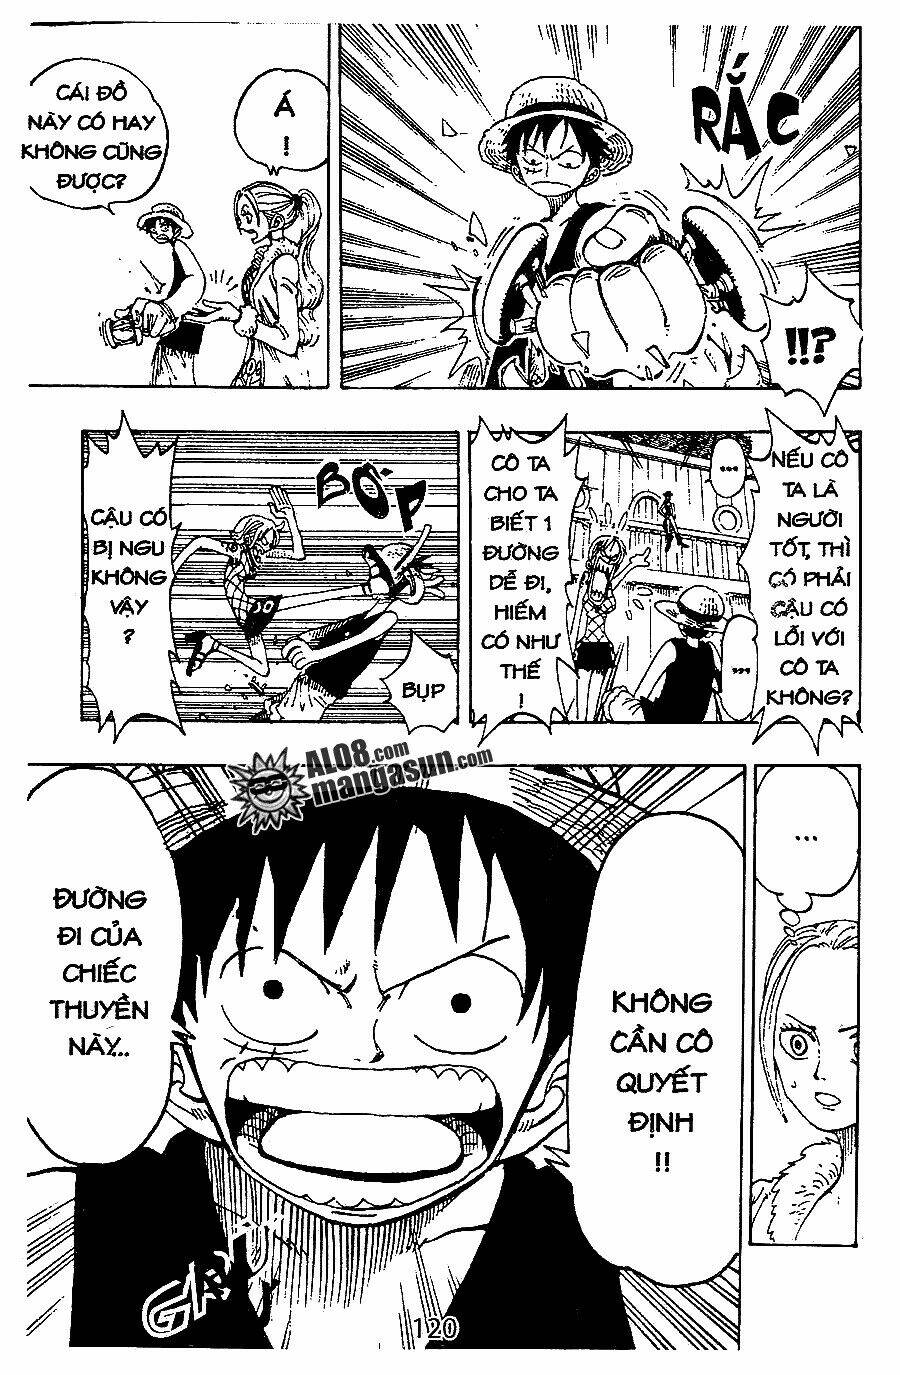 RẮC
!!?
Á
!
CÁI ĐỒ
NÀY CÓ HAY
KHÔNG CŨNG
ĐƯỢC?
NẾU CÔ
TA LÀ
NGƯỜI
TỐT, THÌ
CÓ PHẢI
CẬU CÓ
LỖI VỚI
CÔ TA
KHÔNG?
...
...
CÔ TA
CHO TA
BIẾT 1
ĐƯỜNG
DỄ ĐI,
HIẾM
CÓ NHƯ
THẾ
!
BỐP
BỤP
CẬU CÓ
BỊ NGU
KHÔNG
VẬY
?
AL08.com
mangasun.com
...
KHÔNG
CẦN CÔ
QUYẾT
ĐỊNH
!!
ĐƯỜNG
ĐI CỦA
CHIẾC
THUYỀN
NÀY...
120